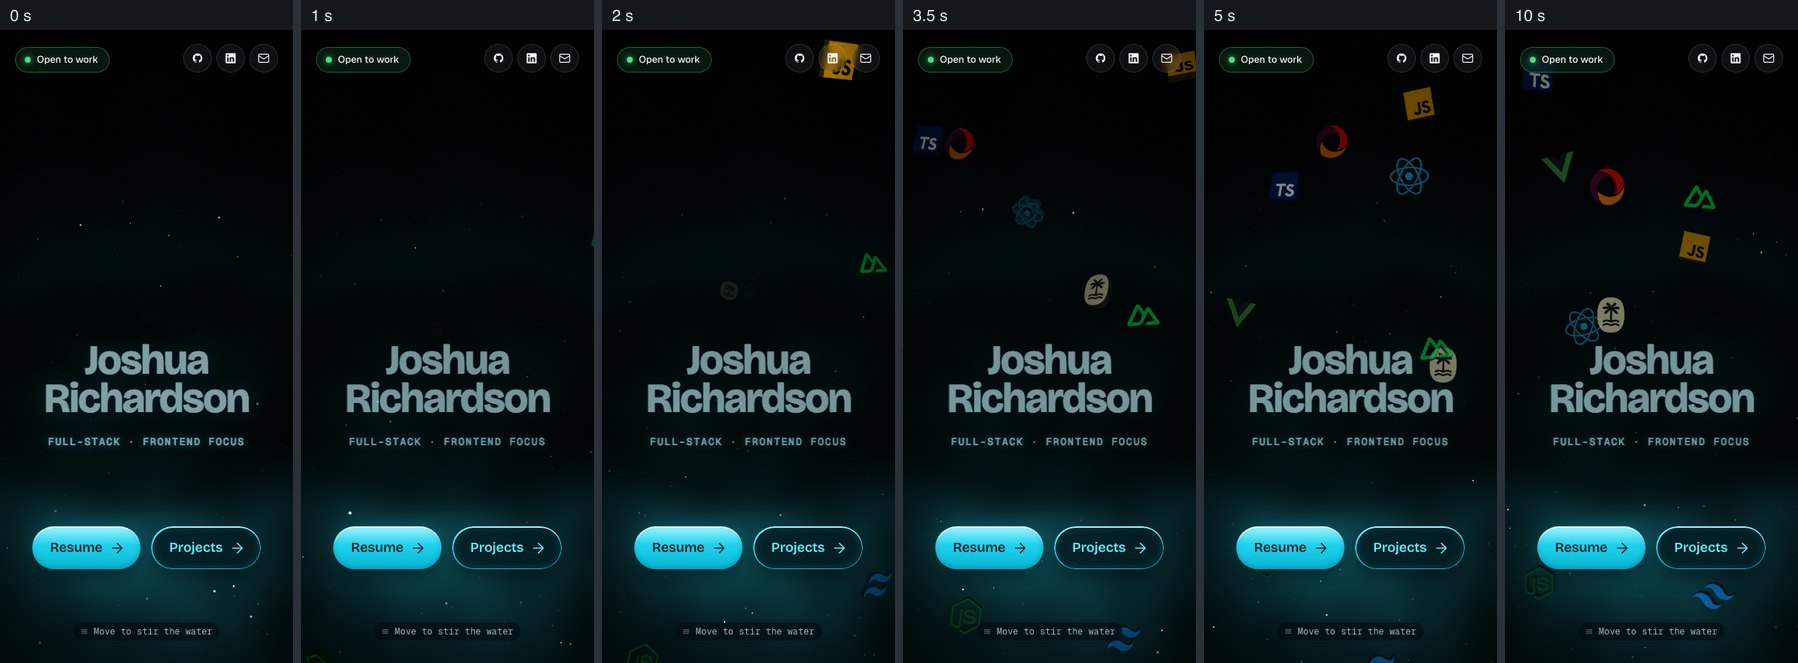 0 s
Open to work
Joshua
Richardson
FULL-STACK · FRONTEND FOCUS
Resume →
Projects →
≡ Move to stir the water
1 s
Open to work
Joshua
Richardson
FULL-STACK · FRONTEND FOCUS
Resume →
Projects →
≡ Move to stir the water
2 s
Open to work
JS
Joshua
Richardson
FULL-STACK · FRONTEND FOCUS
Resume →
Projects →
≡ Move to stir the water
3.5 s
Open to work
JS
TS
Joshua
Richardson
FULL-STACK · FRONTEND FOCUS
Resume →
Projects →
JS
≡ Move to stir the water
5 s
Open to work
JS
TS
Joshua
Richardson
FULL-STACK · FRONTEND FOCUS
Resume →
Projects →
≡ Move to stir the water
10 s
Open to work
TS
JS
Joshua
Richardson
FULL-STACK · FRONTEND FOCUS
Resume →
Projects →
JS
≡ Move to stir the water